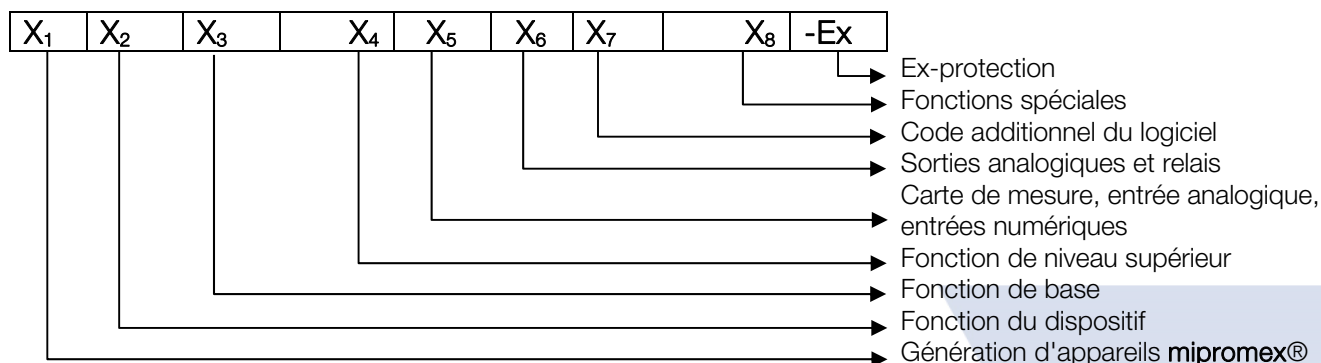 X₁ X₂ X₃ X₄ X₅ X₆ X₇ X₈ -Ex
Ex-protection
Fonctions spéciales
Code additionnel du logiciel
Sorties analogiques et relais
Carte de mesure, entrée analogique,
entrées numériques
Fonction de niveau supérieur
Fonction de base
Fonction du dispositif
Génération d'appareils mipromex®